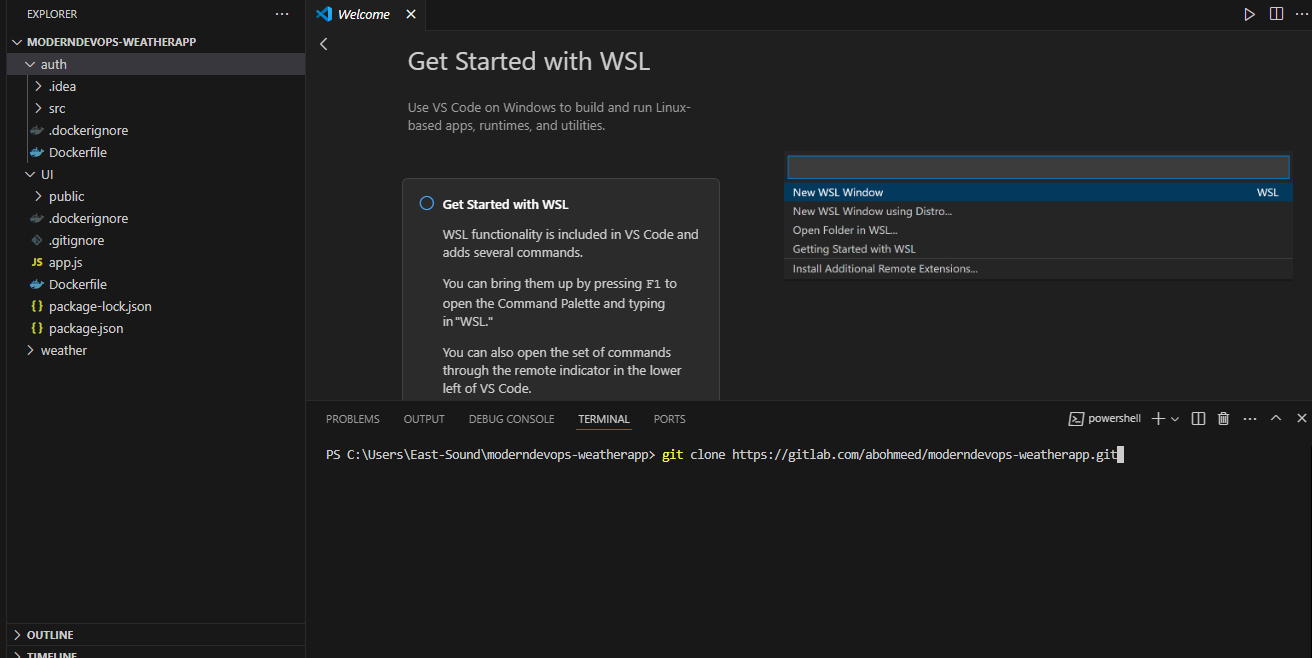 EXPLORER
MODERNDEVOPS-WEATHERAPP
auth
.idea
src
.dockerignore
Dockerfile
UI
public
.dockerignore
.gitignore
JS app.js
Dockerfile
{} package-lock.json
{} package.json
weather
OUTLINE
TIMELINE
Welcome
Get Started with WSL
Use VS Code on Windows to build and run Linux-
based apps, runtimes, and utilities.
Get Started with WSL
WSL functionality is included in VS Code and
adds several commands.
You can bring them up by pressing F1 to
open the Command Palette and typing
in "WSL."
You can also open the set of commands
through the remote indicator in the lower
left of VS Code.
New WSL Window WSL
New WSL Window using Distro...
Open Folder in WSL...
Getting Started with WSL
Install Additional Remote Extensions...
PROBLEMS OUTPUT DEBUG CONSOLE TERMINAL PORTS powershell
PS C:\Users\East-Sound\moderndevops-weatherapp> git clone https://gitlab.com/abohmeed/moderndevops-weatherapp.git